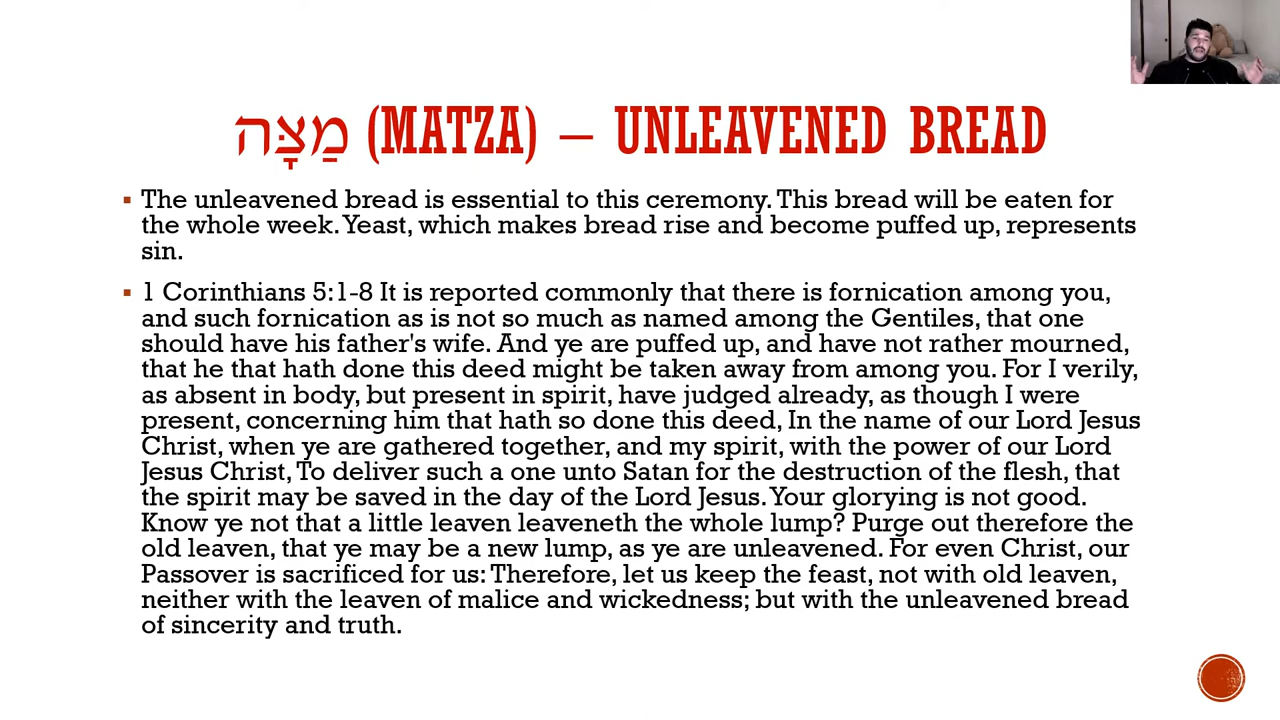 מַצָּה (MATZA) – UNLEAVENED BREAD
▪ The unleavened bread is essential to this ceremony. This bread will be eaten for
the whole week. Yeast, which makes bread rise and become puffed up, represents
sin.
▪ 1 Corinthians 5:1-8 It is reported commonly that there is fornication among you,
and such fornication as is not so much as named among the Gentiles, that one
should have his father's wife. And ye are puffed up, and have not rather mourned,
that he that hath done this deed might be taken away from among you. For I verily,
as absent in body, but present in spirit, have judged already, as though I were
present, concerning him that hath so done this deed, In the name of our Lord Jesus
Christ, when ye are gathered together, and my spirit, with the power of our Lord
Jesus Christ, To deliver such a one unto Satan for the destruction of the flesh, that
the spirit may be saved in the day of the Lord Jesus. Your glorying is not good.
Know ye not that a little leaven leaveneth the whole lump? Purge out therefore the
old leaven, that ye may be a new lump, as ye are unleavened. For even Christ, our
Passover is sacrificed for us: Therefore, let us keep the feast, not with old leaven,
neither with the leaven of malice and wickedness; but with the unleavened bread
of sincerity and truth.